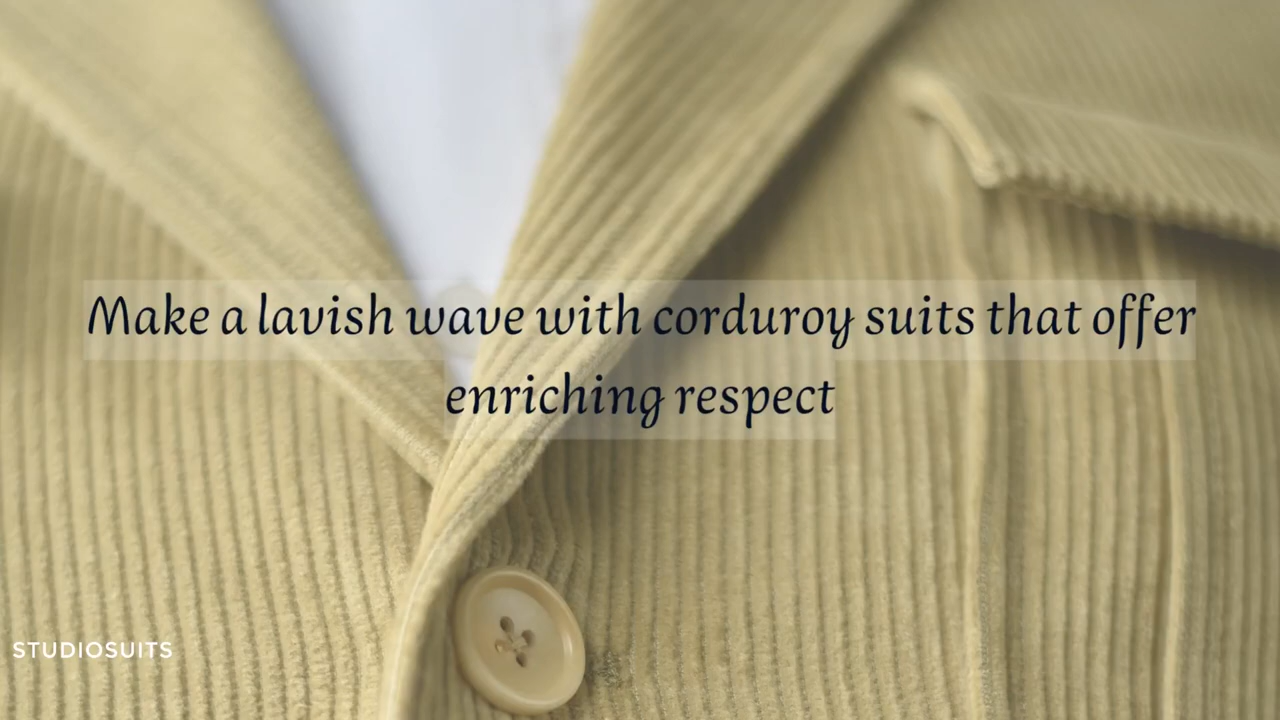 Make a lavish wave with corduroy suits that offer
enriching respect
STUDIOSUITS